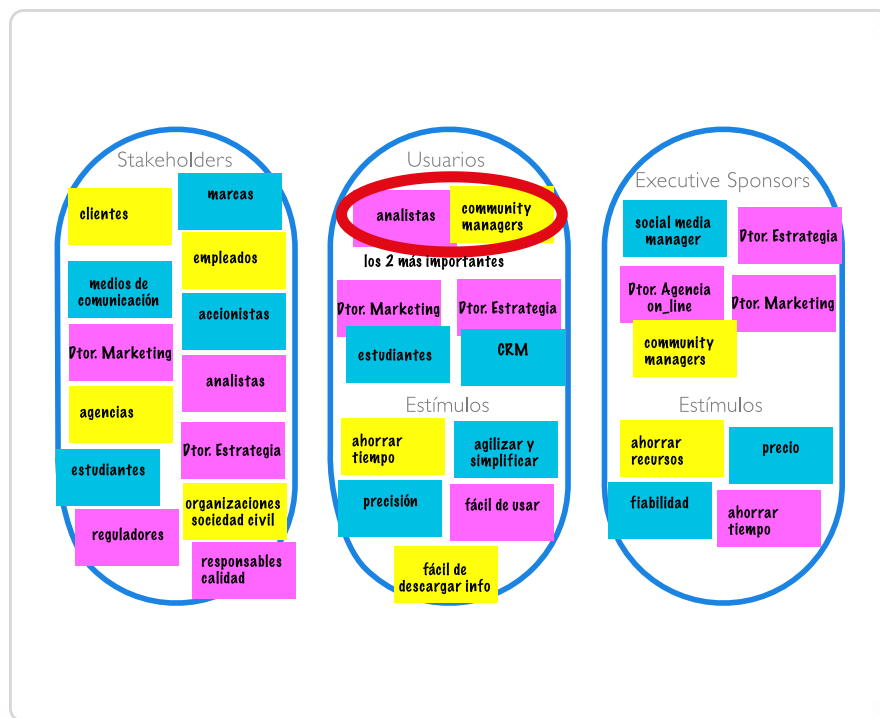 Stakeholders
clientes
marcas
empleados
medios de
comunicación
accionistas
Dtor. Marketing
analistas
agencias
Dtor. Estrategia
estudiantes
organizaciones
sociedad civil
reguladores
responsables
calidad
Usuarios
analistas
community
managers
los 2 más importantes
Dtor. Marketing
Dtor. Estrategia
estudiantes
CRM
Estímulos
ahorrar
tiempo
agilizar y
simplificar
precisión
fácil de usar
fácil de
descargar info
Executive Sponsors
social media
manager
Dtor. Estrategia
Dtor. Agencia
on_line
Dtor. Marketing
community
managers
Estímulos
ahorrar
recursos
precio
fiabilidad
ahorrar
tiempo